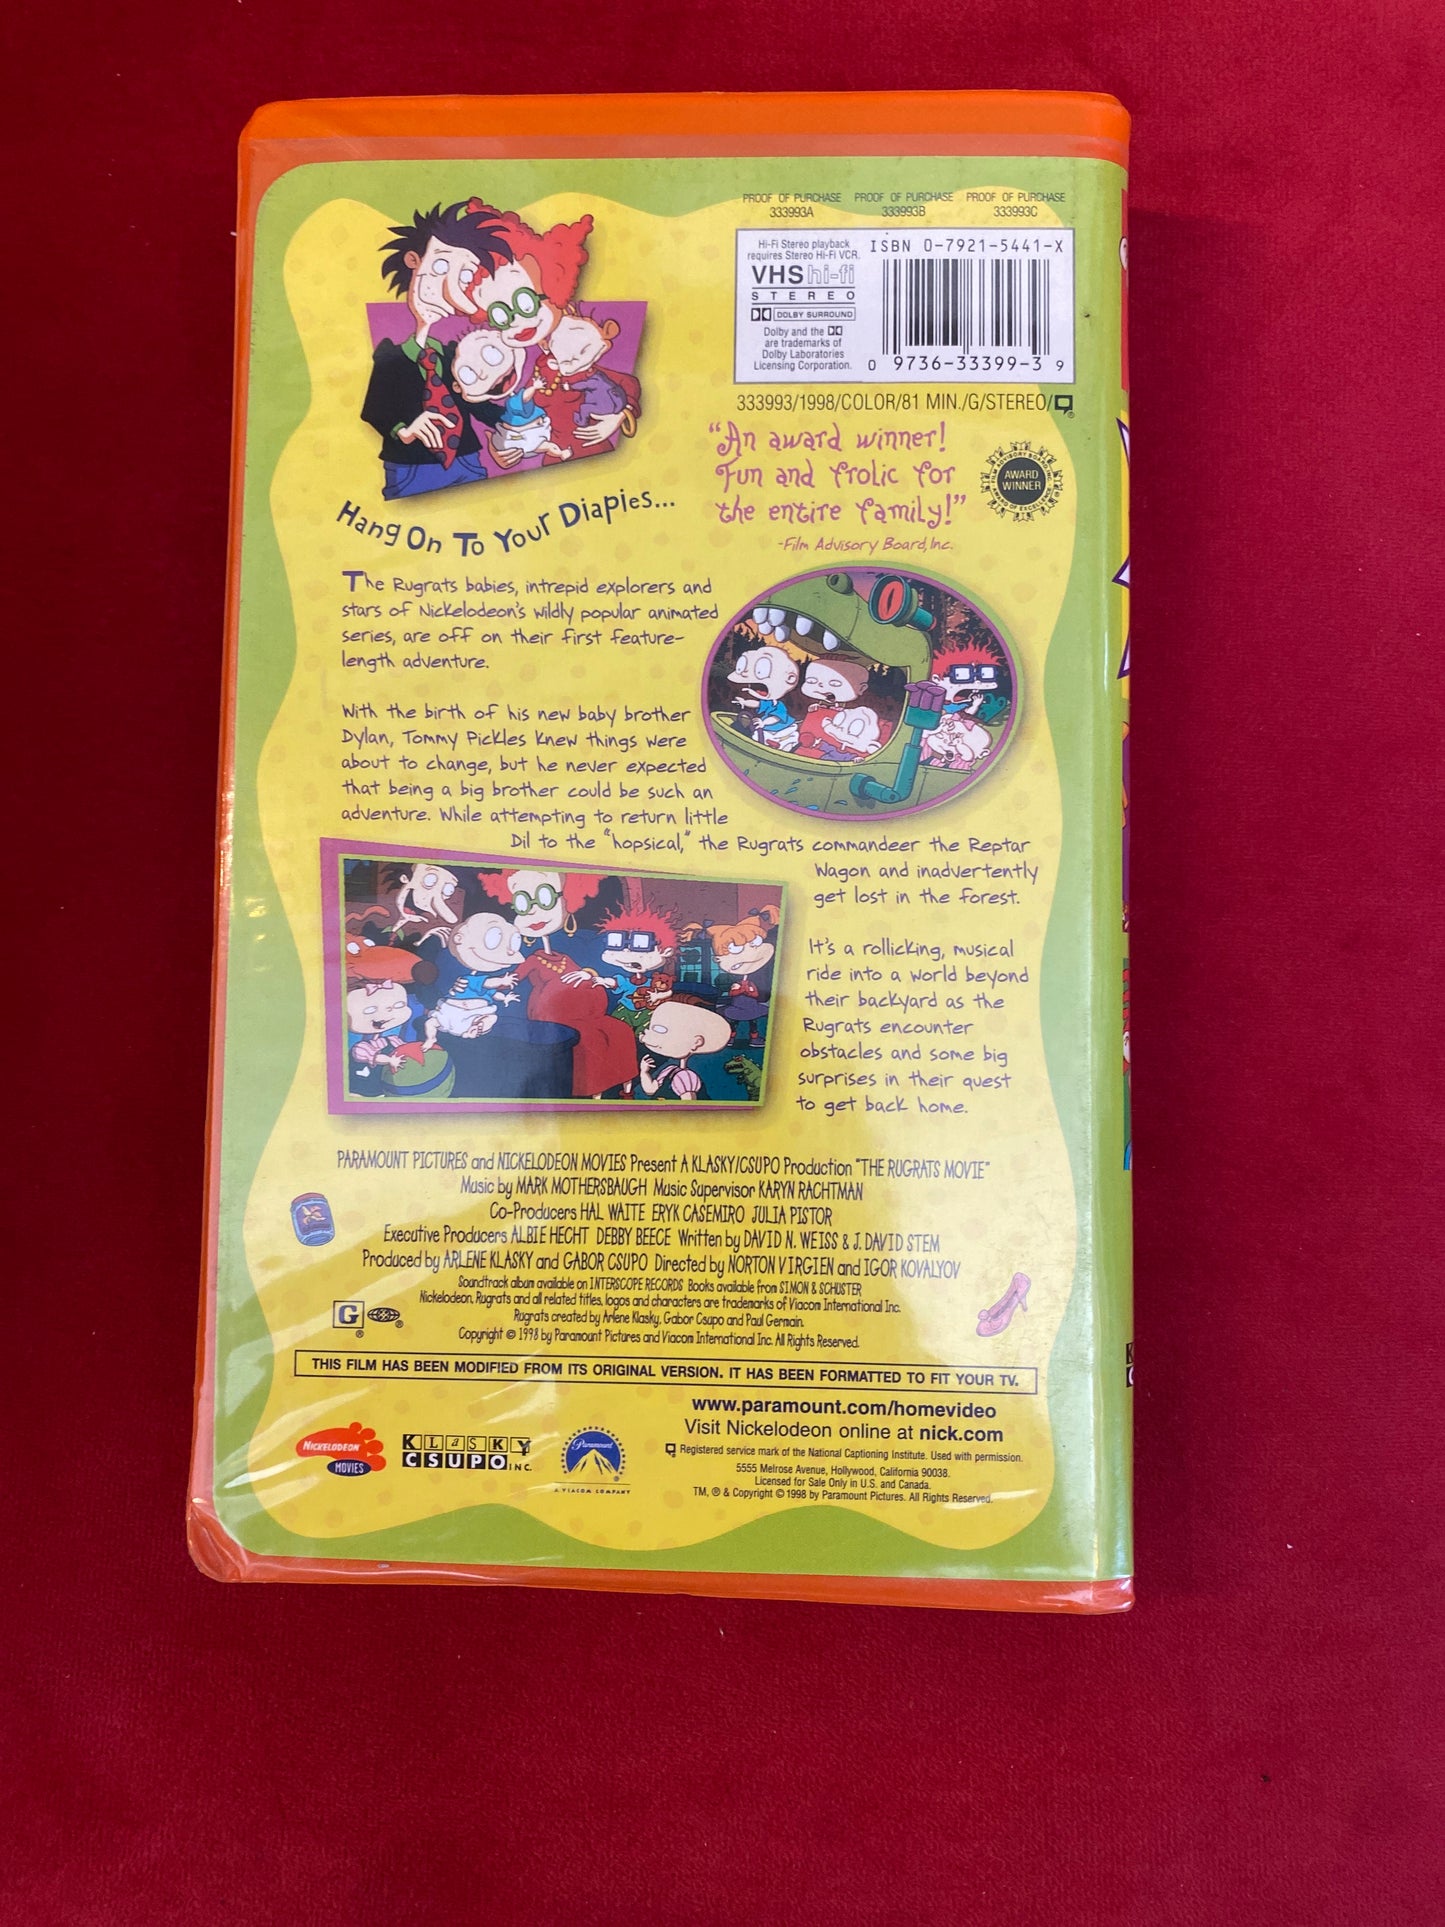 PROOF OF PURCHASE PROOF OF PURCHASE PROOF OF PURCHASE
333993A 333993B 333993C
Hi-Fi Stereo playback
requires Stereo Hi-Fi VCR.
VHS hi-fi
STEREO
DOLBY SURROUND
Dolby and the
are trademarks of
Dolby Laboratories
Licensing Corporation.
ISBN 0-7921-5441-X
0 9736-33399-3 9
333993/1998/COLOR/81 MIN./G/STEREO/
"An award winner!
Fun and frolic for
the entire family!"
-Film Advisory Board, Inc.
FILM ADVISORY BOARD, INC.
AWARD
WINNER
AWARD OF EXCELLENCE
Hang On To Your Diapies...
The Rugrats babies, intrepid explorers and
stars of Nickelodeon's wildly popular animated
series, are off on their first feature-
length adventure.
With the birth of his new baby brother
Dylan, Tommy Pickles knew things were
about to change, but he never expected
that being a big brother could be such an
adventure. While attempting to return little
Dil to the "hopsical," the Rugrats commandeer the Reptar
Wagon and inadvertently
get lost in the forest.
It's a rollicking, musical
ride into a world beyond
their backyard as the
Rugrats encounter
obstacles and some big
surprises in their quest
to get back home.
PARAMOUNT PICTURES and NICKELODEON MOVIES Present A KLASKY/CSUPO Production "THE RUGRATS MOVIE"
Music by MARK MOTHERSBAUGH Music Supervisor KARYN RACHTMAN
Co-Producers HAL WAITE ERYK CASEMIRO JULIA PISTOR
Executive Producers ALBIE HECHT DEBBY BEECE Written by DAVID N. WEISS & J. DAVID STEM
Produced by ARLENE KLASKY and GABOR CSUPO Directed by NORTON VIRGIEN and IGOR KOVALYOV
Soundtrack album available on INTERSCOPE RECORDS Books available from SIMON & SCHUSTER
Nickelodeon, Rugrats and all related titles, logos and characters are trademarks of Viacom International Inc.
Rugrats created by Arlene Klasky, Gabor Csupo and Paul Germain.
Copyright © 1998 by Paramount Pictures and Viacom International Inc. All Rights Reserved.
G ® ®
THIS FILM HAS BEEN MODIFIED FROM ITS ORIGINAL VERSION. IT HAS BEEN FORMATTED TO FIT YOUR TV.
NICKELODEON
MOVIES
KLaSKY
CSUPO INC.
Paramount
A VIACOM COMPANY
www.paramount.com/homevideo
Visit Nickelodeon online at nick.com
Registered service mark of the National Captioning Institute. Used with permission.
5555 Melrose Avenue, Hollywood, California 90038.
Licensed for Sale Only in U.S. and Canada.
TM, ® & Copyright © 1998 by Paramount Pictures. All Rights Reserved.